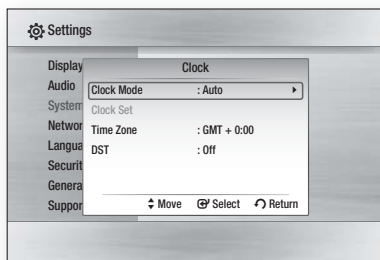 Settings
Display
Audio
System
Networ
Langua
Securit
Genera
Suppor
Clock
Clock Mode : Auto
Clock Set
Time Zone : GMT + 0:00
DST : Off
Move Select Return